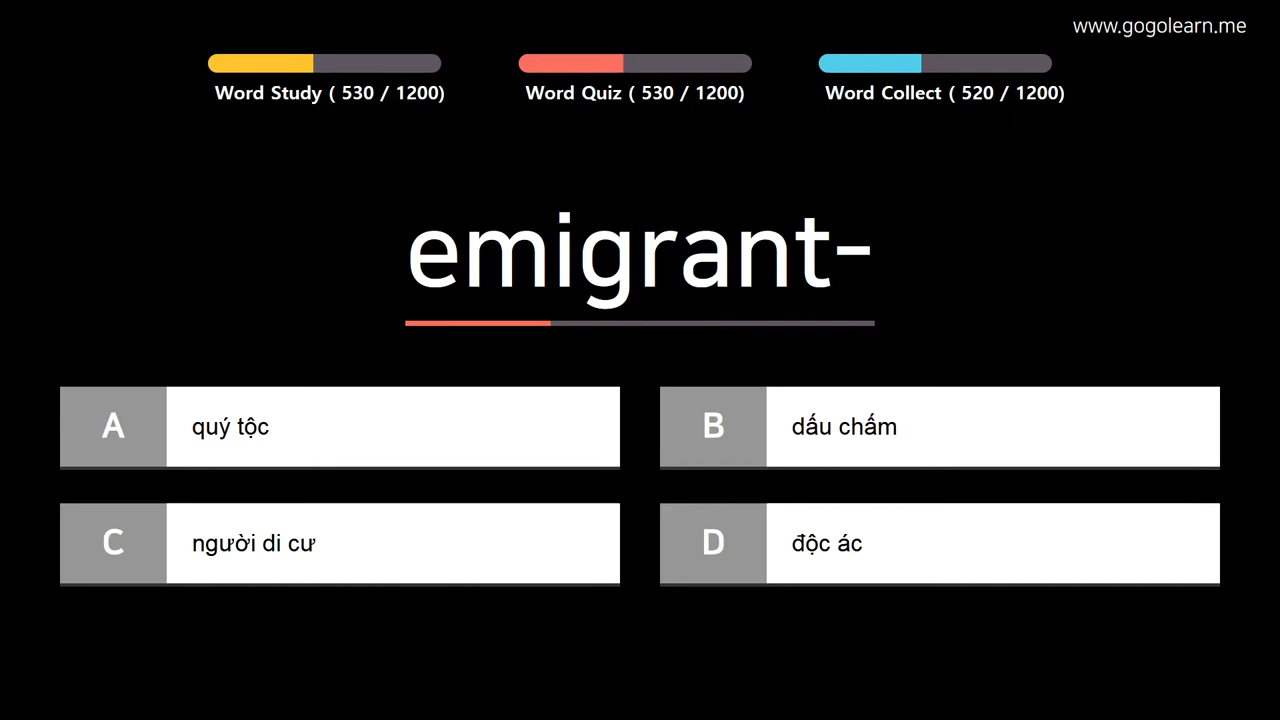 www.gogolearn.me
Word Study ( 530 / 1200)
Word Quiz ( 530 / 1200)
Word Collect ( 520 / 1200)
emigrant-
A quý tộc
B dấu chấm
C người di cư
D độc ác